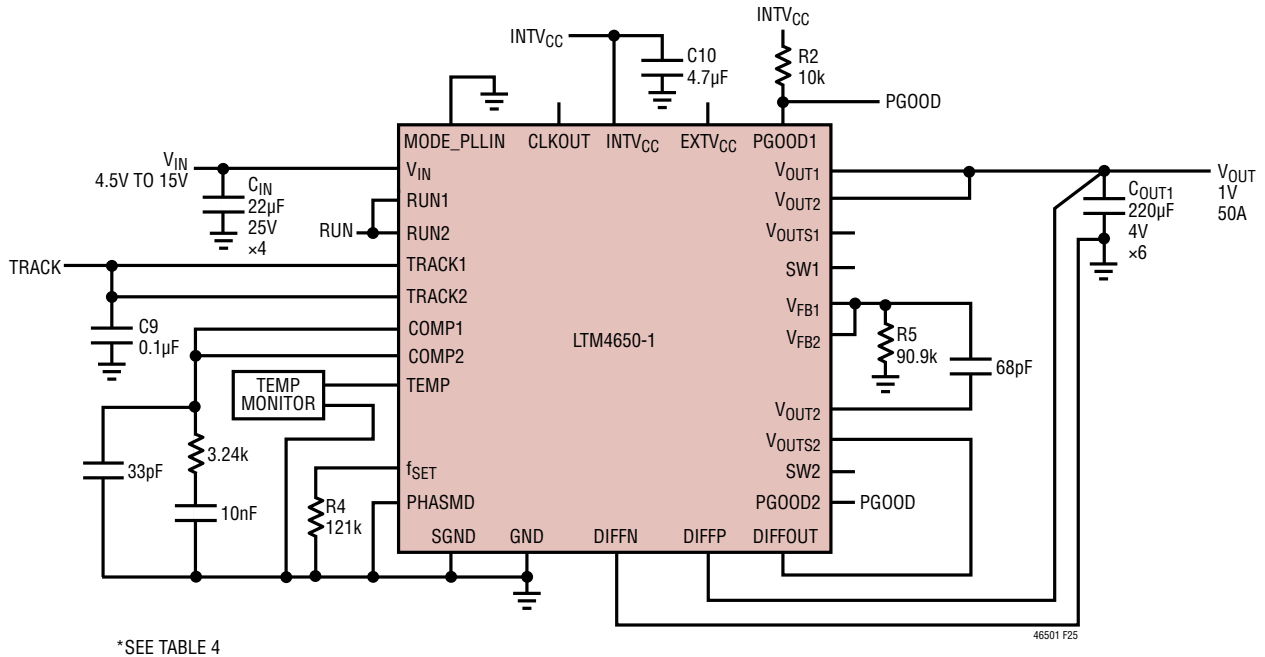 INTVCC
INTVCC
C10
4.7µF
R2
10k
PGOOD
MODE_PLLIN
CLKOUT
INTVCC
EXTVCC
PGOOD1
VIN
4.5V TO 15V
CIN
22µF
25V
×4
RUN
TRACK
C9
0.1µF
TEMP
MONITOR
33pF
3.24k
10nF
R4
121k
VIN
RUN1
RUN2
TRACK1
TRACK2
COMP1
COMP2
TEMP
fSET
PHASMD
SGND
GND
DIFFN
DIFFP
DIFFOUT
LTM4650-1
VOUT1
VOUT2
VOUTS1
SW1
VFB1
VFB2
VOUT2
VOUTS2
SW2
PGOOD2
PGOOD
R5
90.9k
68pF
COUT1
220µF
4V
×6
VOUT
1V
50A
46501 F25
*SEE TABLE 4